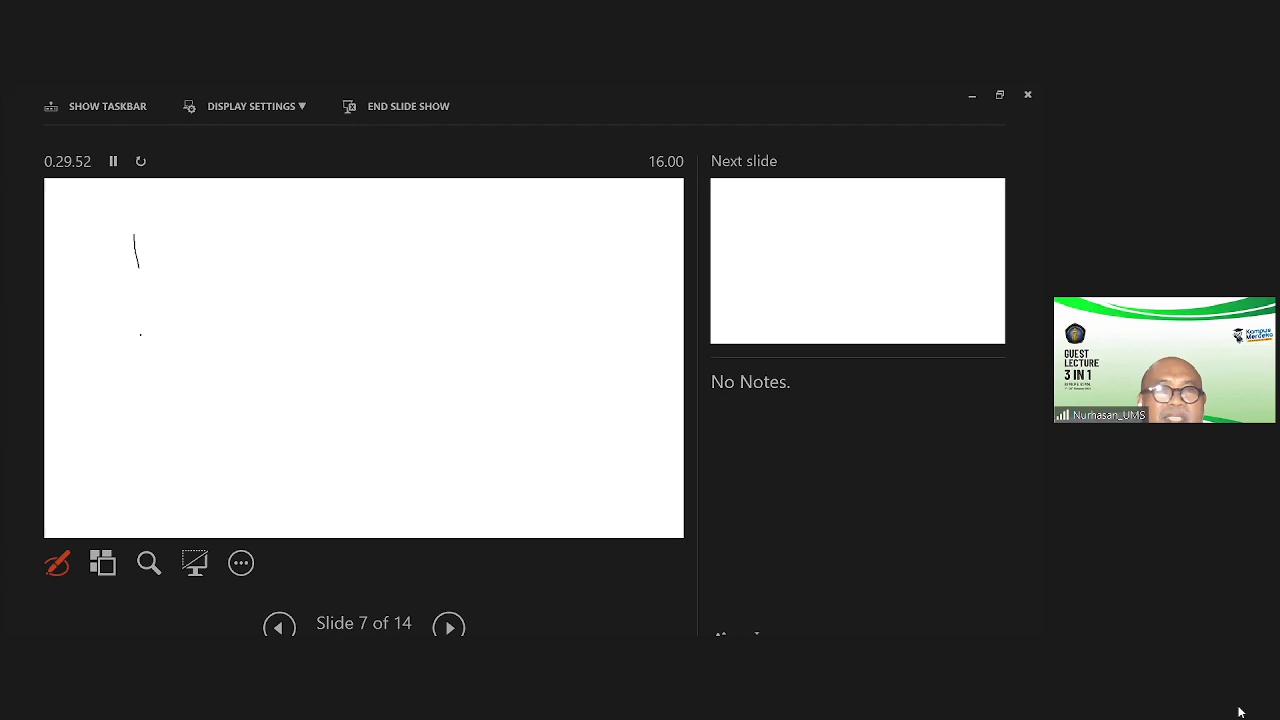 SHOW TASKBAR DISPLAY SETTINGS ▼ END SLIDE SHOW
0.29.52 16.00 Next slide
No Notes.
Kampus
Merdeka
GUEST
LECTURE
3 IN 1
Nurhasan_UMS
Slide 7 of 14